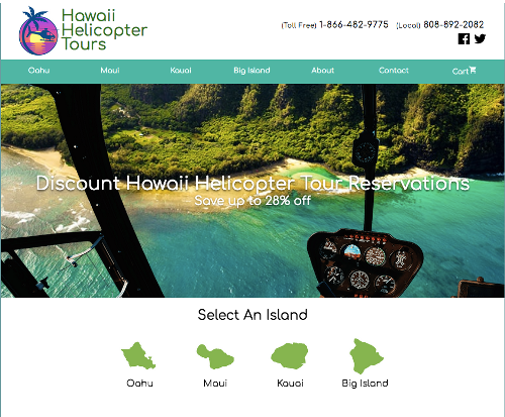 Hawaii
Helicopter
Tours
(Toll Free) 1-866-482-9775 (Local) 808-892-2082
Oahu Maui Kauai Big Island About Contact Cart
Discount Hawaii Helicopter Tour Reservations
Save up to 28% off
Select An Island
Oahu Maui Kauai Big Island